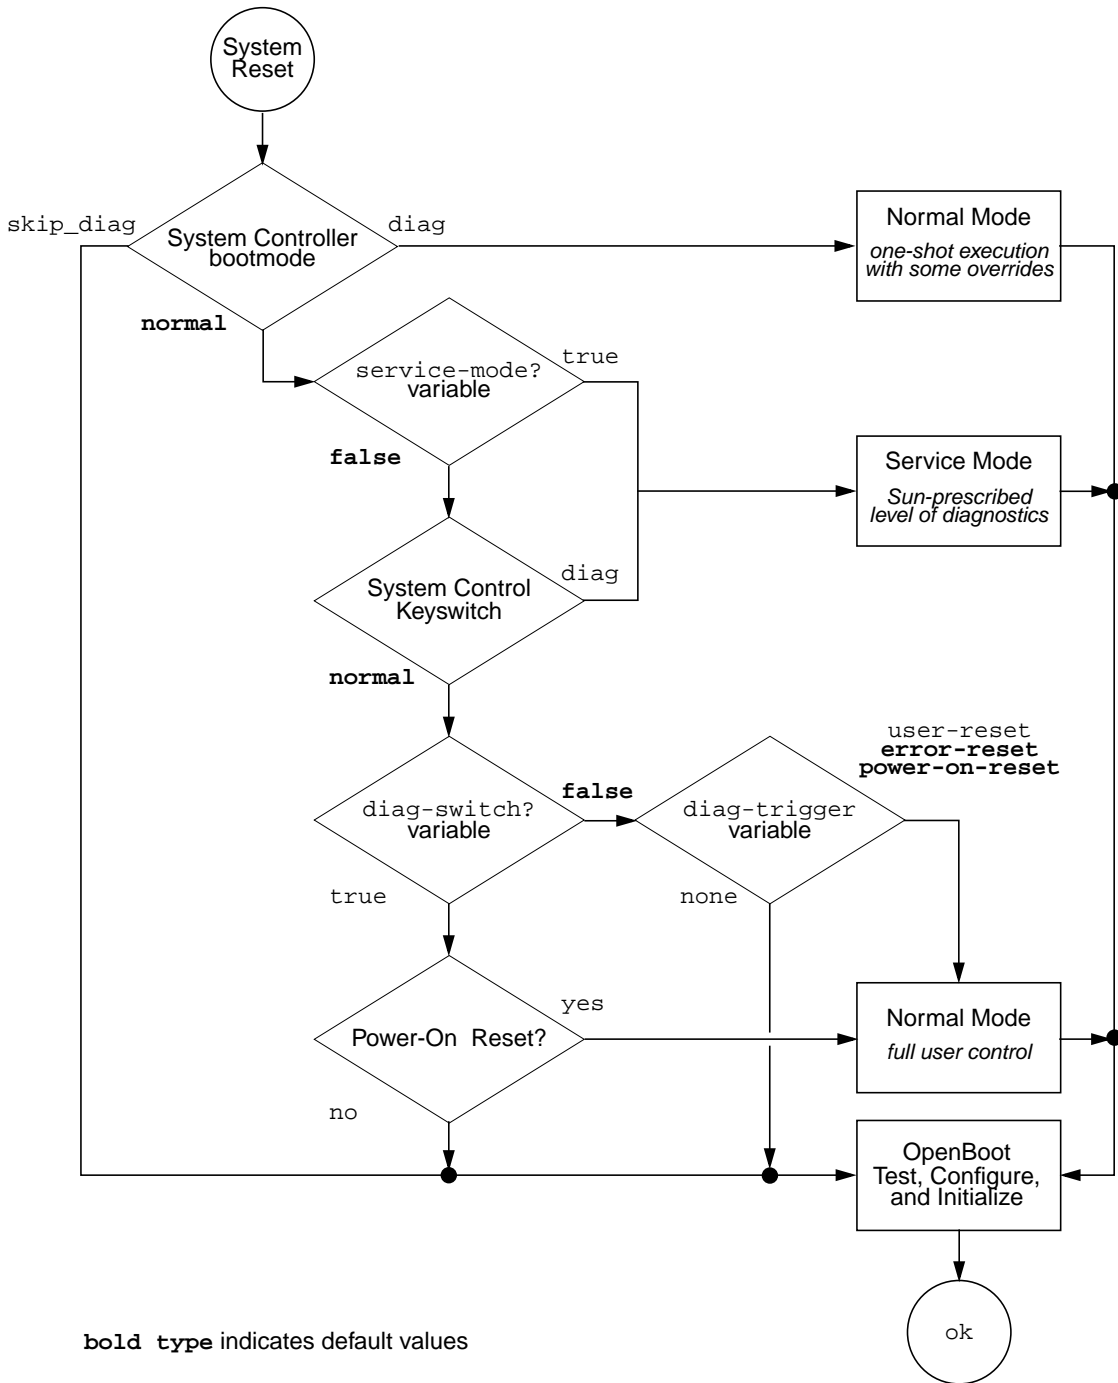 System
Reset
skip_diag
System Controller
bootmode
diag
Normal Mode
one-shot execution
with some overrides
normal
service-mode?
variable
true
false
Service Mode
Sun-prescribed
level of diagnostics
System Control
Keyswitch
diag
normal
user-reset
error-reset
power-on-reset
diag-switch?
variable
false
diag-trigger
variable
true
none
Power-On Reset?
yes
Normal Mode
full user control
no
OpenBoot
Test, Configure,
and Initialize
ok
bold type indicates default values